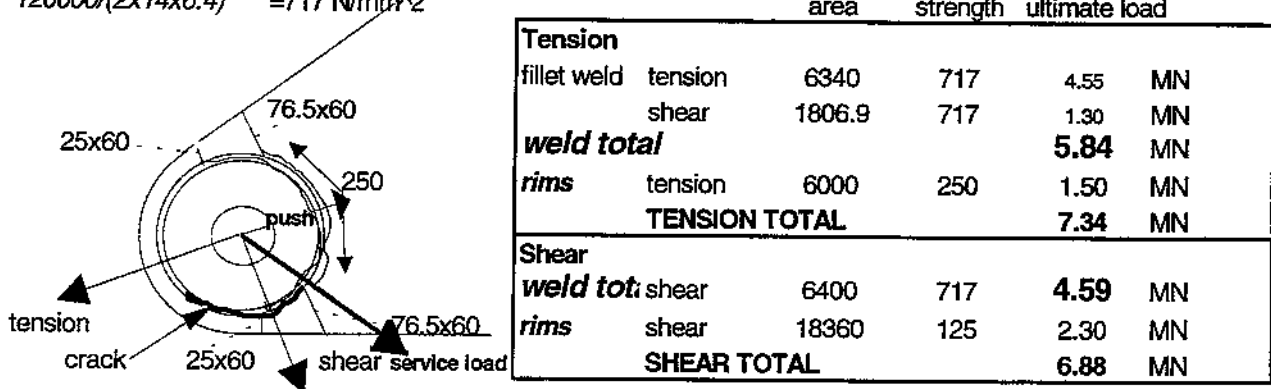 120000/(2x14x6.4) =717 N/mm^2
76.5x60
25x60
250
push
tension
crack
25x60
76.5x60
shear service load
area strength ultimate load
Tension
fillet weld tension 6340 717 4.55 MN
shear 1806.9 717 1.30 MN
weld total 5.84 MN
rims tension 6000 250 1.50 MN
TENSION TOTAL 7.34 MN
Shear
weld tot shear 6400 717 4.59 MN
rims shear 18360 125 2.30 MN
SHEAR TOTAL 6.88 MN